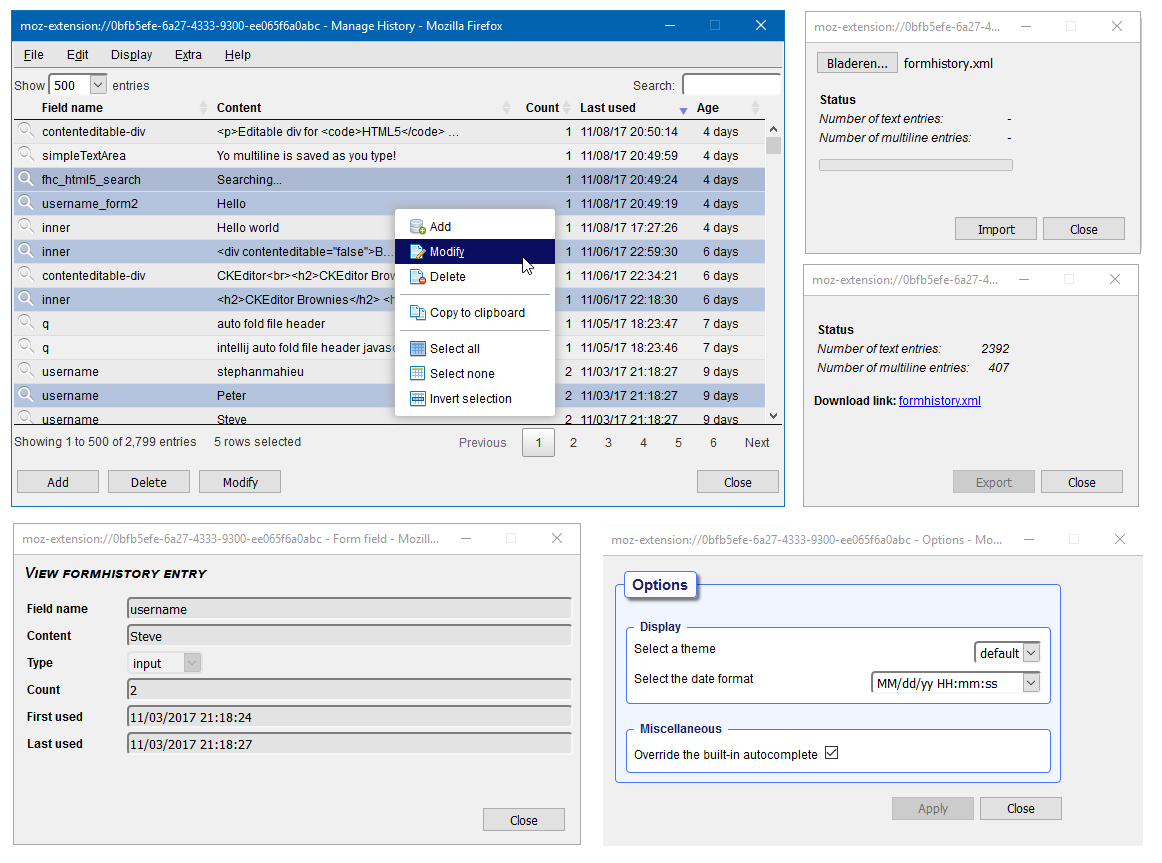 moz-extension://0bfb5efe-6a27-4333-9300-ee065f6a0abc - Manage History - Mozilla Firefox
File Edit Display Extra Help
Show 500 entries Search:
Field name Content Count Last used Age
contenteditable-div <p>Editable div for <code>HTML5</code> ... 1 11/08/17 20:50:14 4 days
simpleTextArea Yo multiline is saved as you type! 1 11/08/17 20:49:59 4 days
fhc_html5_search Searching... 1 11/08/17 20:49:24 4 days
username_form2 Hello 1 11/08/17 20:49:19 4 days
inner Hello world 1 11/08/17 17:27:26 4 days
inner <div contenteditable="false">B... 1 11/06/17 22:59:30 6 days
contenteditable-div CKEditor<br><h2>CKEditor Brow 1 11/06/17 22:34:21 6 days
inner <h2>CKEditor Brownies</h2> <h 1 11/06/17 22:18:30 6 days
q auto fold file header 1 11/05/17 18:23:47 7 days
q intellij auto fold file header javasc 1 11/05/17 18:23:46 7 days
username stephanmahieu 2 11/03/17 21:18:27 9 days
username Peter 2 11/03/17 21:18:27 9 days
username Steve 2 11/03/17 21:18:27 9 days
Add
Modify
Delete
Copy to clipboard
Select all
Select none
Invert selection
Showing 1 to 500 of 2,799 entries 5 rows selected Previous 1 2 3 4 5 6 Next
Add Delete Modify Close
moz-extension://0bfb5efe-6a27-4333-9300-ee065f6a0abc - Form field - Mozill...
VIEW FORMHISTORY ENTRY
Field name username
Content Steve
Type input
Count 2
First used 11/03/2017 21:18:24
Last used 11/03/2017 21:18:27
Close
moz-extension://0bfb5efe-6a27-4333-9300-ee065f6a0abc - Options - Mo...
Options
Display
Select a theme default
Select the date format MM/dd/yy HH:mm:ss
Miscellaneous
Override the built-in autocomplete
Apply Close
moz-extension://0bfb5efe-6a27-4...
Bladeren... formhistory.xml
Status
Number of text entries: -
Number of multiline entries: -
Import Close
moz-extension://0bfb5efe-6a27-4...
Status
Number of text entries: 2392
Number of multiline entries: 407
Download link: formhistory.xml
Export Close